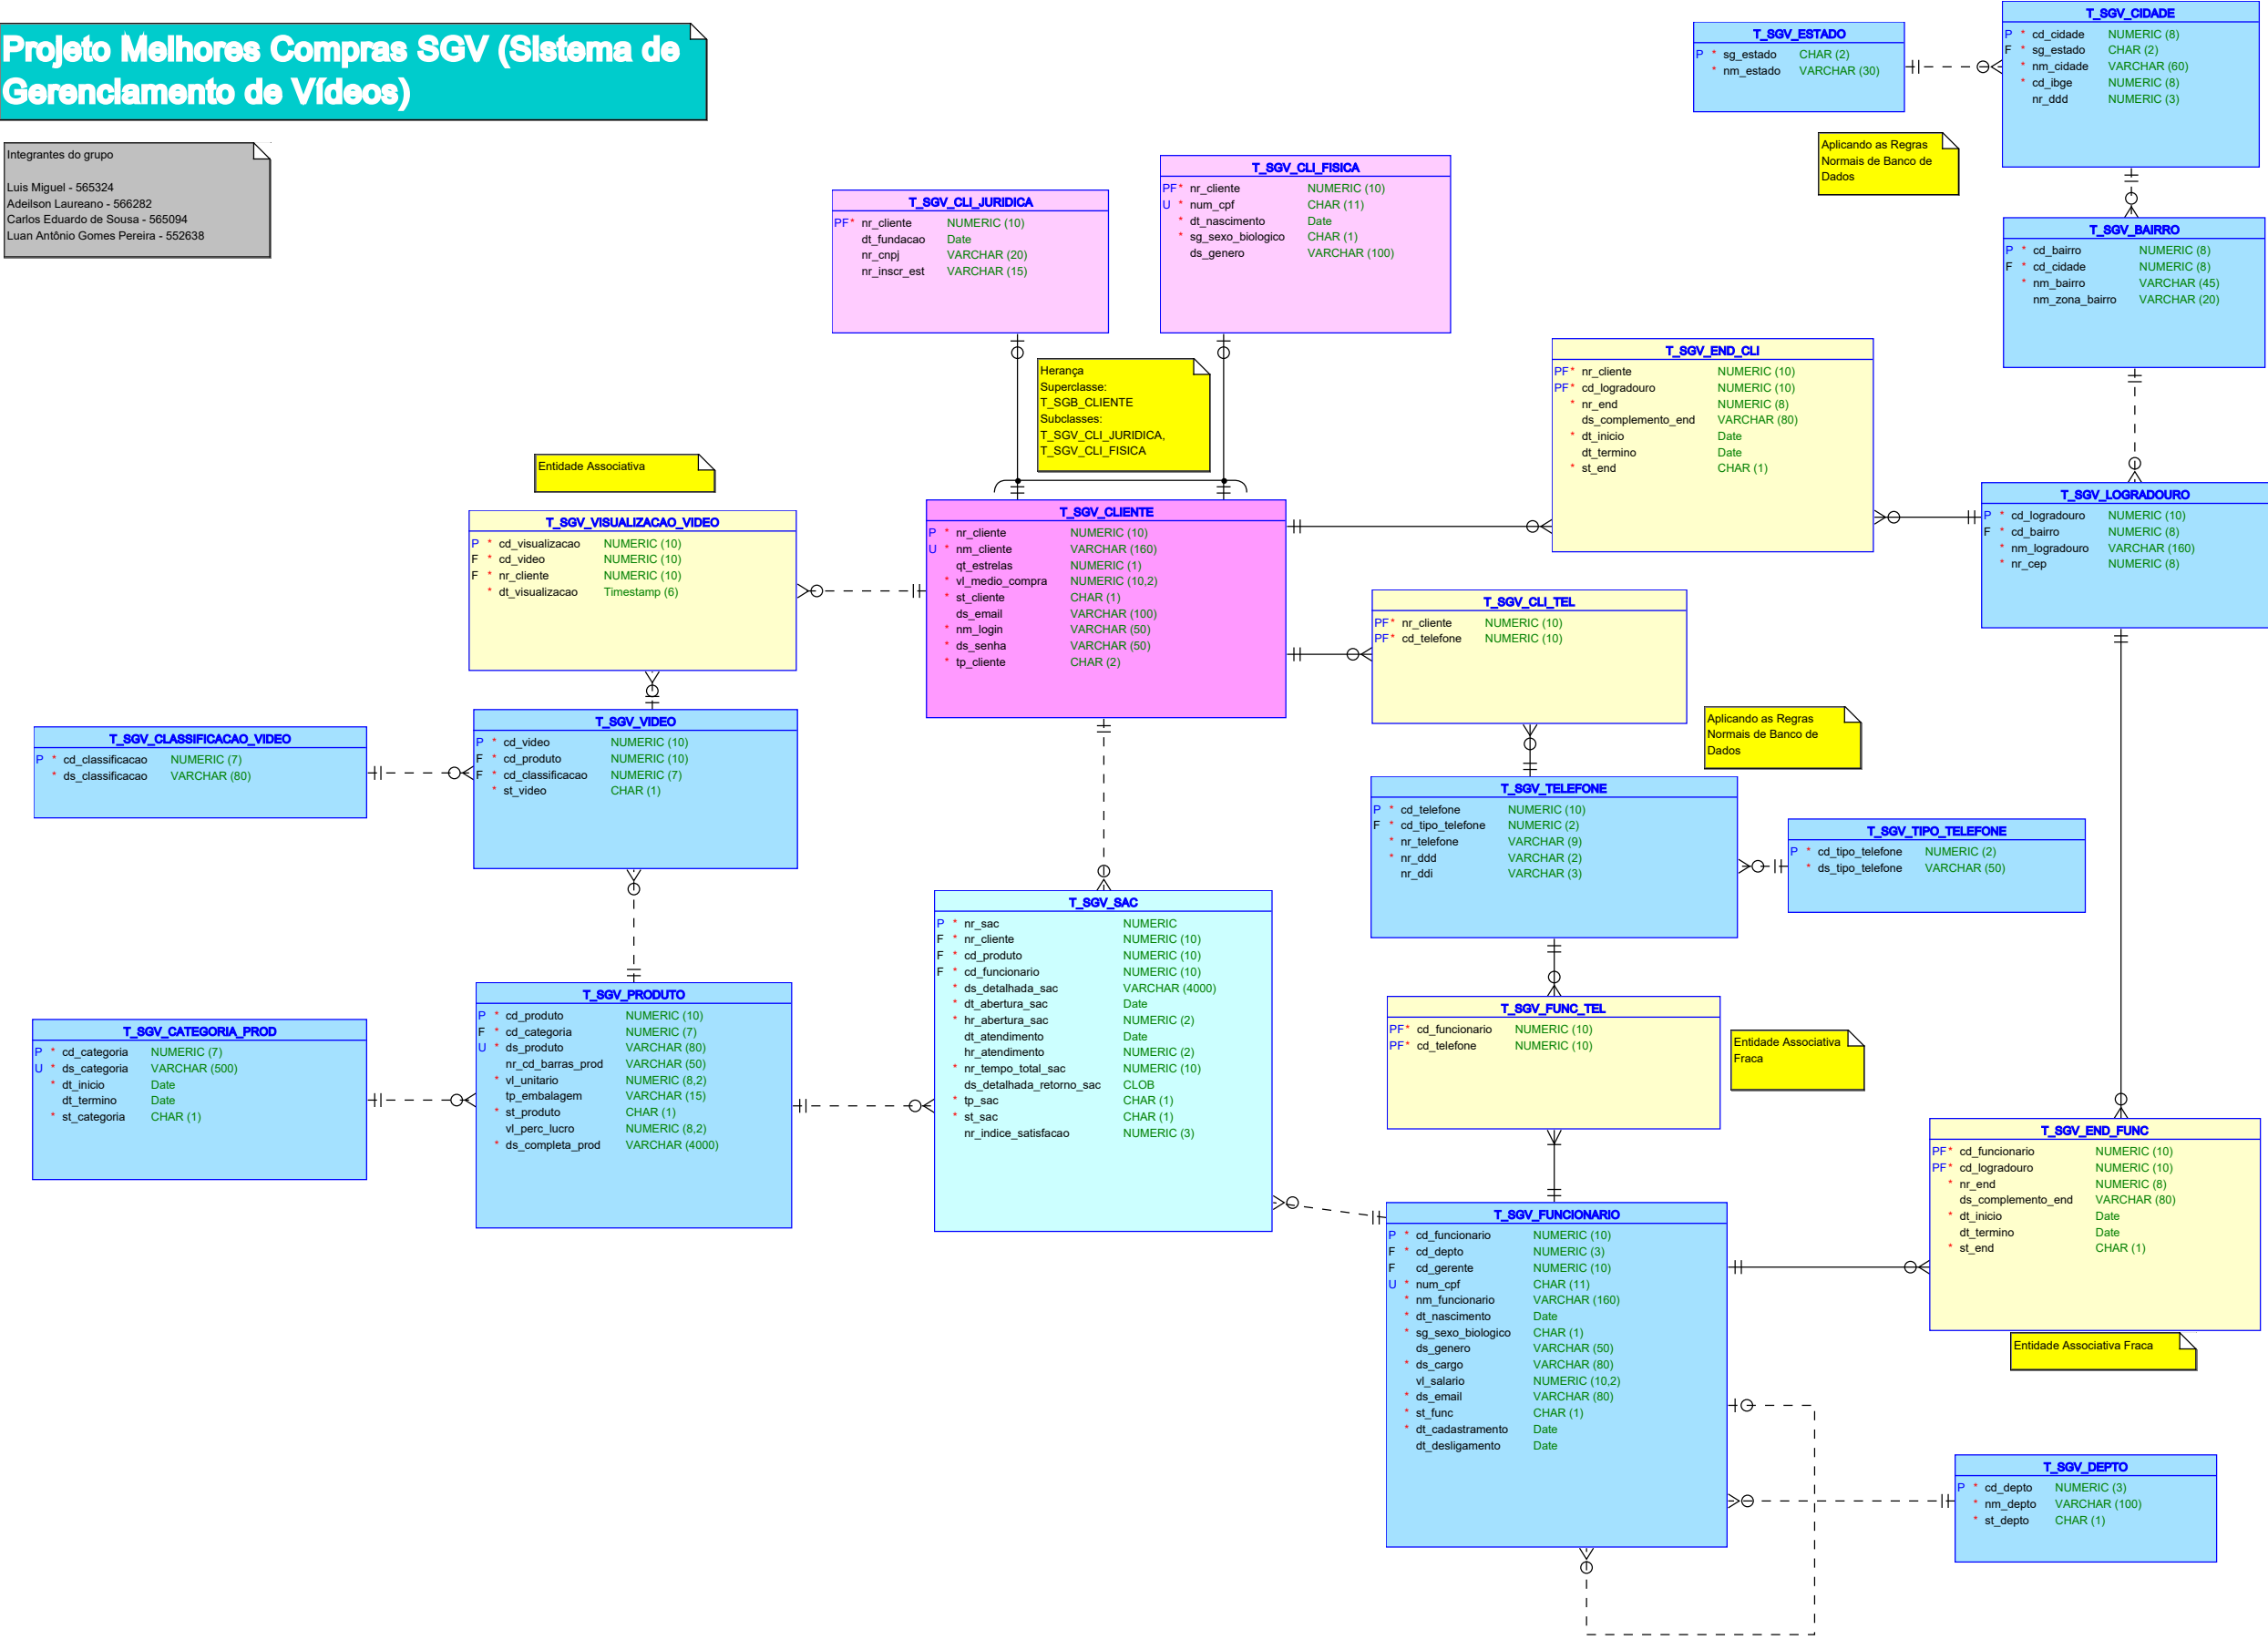 Projeto Melhores Compras SGV (Sistema de
Gerenciamento de Vídeos)
Integrantes do grupo
Luis Miguel - 565324
Adeilson Laureano - 566282
Carlos Eduardo de Sousa - 565094
Luan Antônio Gomes Pereira - 552638
T_SGV_ESTADO
P * sg_estado CHAR (2)
* nm_estado VARCHAR (30)
T_SGV_CIDADE
P * cd_cidade NUMERIC (8)
F * sg_estado CHAR (2)
* nm_cidade VARCHAR (60)
* cd_ibge NUMERIC (8)
nr_ddd NUMERIC (3)
Aplicando as Regras
Normais de Banco de
Dados
T_SGV_CLI_JURIDICA
PF * nr_cliente NUMERIC (10)
dt_fundacao Date
nr_cnpj VARCHAR (20)
nr_inscr_est VARCHAR (15)
T_SGV_CLI_FISICA
PF * nr_cliente NUMERIC (10)
U * num_cpf CHAR (11)
* dt_nascimento Date
* sg_sexo_biologico CHAR (1)
ds_genero VARCHAR (100)
T_SGV_BAIRRO
P * cd_bairro NUMERIC (8)
F * cd_cidade NUMERIC (8)
* nm_bairro VARCHAR (45)
nm_zona_bairro VARCHAR (20)
Herança
Superclasse:
T_SGB_CLIENTE
Subclasses:
T_SGV_CLI_JURIDICA,
T_SGV_CLI_FISICA
T_SGV_END_CLI
PF * nr_cliente NUMERIC (10)
PF * cd_logradouro NUMERIC (10)
* nr_end NUMERIC (8)
ds_complemento_end VARCHAR (80)
* dt_inicio Date
dt_termino Date
* st_end CHAR (1)
Entidade Associativa
T_SGV_VISUALIZACAO_VIDEO
P * cd_visualizacao NUMERIC (10)
F * cd_video NUMERIC (10)
F * nr_cliente NUMERIC (10)
* dt_visualizacao Timestamp (6)
T_SGV_CLIENTE
P * nr_cliente NUMERIC (10)
U * nm_cliente VARCHAR (160)
qt_estrelas NUMERIC (1)
* vl_medio_compra NUMERIC (10,2)
* st_cliente CHAR (1)
ds_email VARCHAR (100)
* nm_login VARCHAR (50)
* ds_senha VARCHAR (50)
* tp_cliente CHAR (2)
T_SGV_LOGRADOURO
P * cd_logradouro NUMERIC (10)
F * cd_bairro NUMERIC (8)
* nm_logradouro VARCHAR (160)
* nr_cep NUMERIC (8)
T_SGV_CLI_TEL
PF * nr_cliente NUMERIC (10)
PF * cd_telefone NUMERIC (10)
Aplicando as Regras
Normais de Banco de
Dados
T_SGV_CLASSIFICACAO_VIDEO
P * cd_classificacao NUMERIC (7)
* ds_classificacao VARCHAR (80)
T_SGV_VIDEO
P * cd_video NUMERIC (10)
F * cd_produto NUMERIC (10)
F * cd_classificacao NUMERIC (7)
* st_video CHAR (1)
T_SGV_TELEFONE
P * cd_telefone NUMERIC (10)
F * cd_tipo_telefone NUMERIC (2)
* nr_telefone VARCHAR (9)
* nr_ddd VARCHAR (2)
nr_ddi VARCHAR (3)
T_SGV_TIPO_TELEFONE
P * cd_tipo_telefone NUMERIC (2)
* ds_tipo_telefone VARCHAR (50)
T_SGV_SAC
P * nr_sac NUMERIC
F * nr_cliente NUMERIC (10)
F * cd_produto NUMERIC (10)
F * cd_funcionario NUMERIC (10)
* ds_detalhada_sac VARCHAR (4000)
* dt_abertura_sac Date
* hr_abertura_sac NUMERIC (2)
dt_atendimento Date
hr_atendimento NUMERIC (2)
* nr_tempo_total_sac NUMERIC (10)
ds_detalhada_retorno_sac CLOB
* tp_sac CHAR (1)
* st_sac CHAR (1)
nr_indice_satisfacao NUMERIC (3)
T_SGV_CATEGORIA_PROD
P * cd_categoria NUMERIC (7)
U * ds_categoria VARCHAR (500)
* dt_inicio Date
dt_termino Date
* st_categoria CHAR (1)
T_SGV_PRODUTO
P * cd_produto NUMERIC (10)
F * cd_categoria NUMERIC (7)
U * ds_produto VARCHAR (80)
nr_cd_barras_prod VARCHAR (50)
* vl_unitario NUMERIC (8,2)
tp_embalagem VARCHAR (15)
* st_produto CHAR (1)
vl_perc_lucro NUMERIC (8,2)
* ds_completa_prod VARCHAR (4000)
T_SGV_FUNC_TEL
PF * cd_funcionario NUMERIC (10)
PF * cd_telefone NUMERIC (10)
Entidade Associativa
Fraca
T_SGV_END_FUNC
PF * cd_funcionario NUMERIC (10)
PF * cd_logradouro NUMERIC (10)
* nr_end NUMERIC (8)
ds_complemento_end VARCHAR (80)
* dt_inicio Date
dt_termino Date
* st_end CHAR (1)
Entidade Associativa Fraca
T_SGV_FUNCIONARIO
P * cd_funcionario NUMERIC (10)
F * cd_depto NUMERIC (3)
F cd_gerente NUMERIC (10)
U * num_cpf CHAR (11)
* nm_funcionario VARCHAR (160)
* dt_nascimento Date
* sg_sexo_biologico CHAR (1)
ds_genero VARCHAR (50)
* ds_cargo VARCHAR (80)
vl_salario NUMERIC (10,2)
* ds_email VARCHAR (80)
* st_func CHAR (1)
* dt_cadastramento Date
dt_desligamento Date
T_SGV_DEPTO
P * cd_depto NUMERIC (3)
* nm_depto VARCHAR (100)
* st_depto CHAR (1)